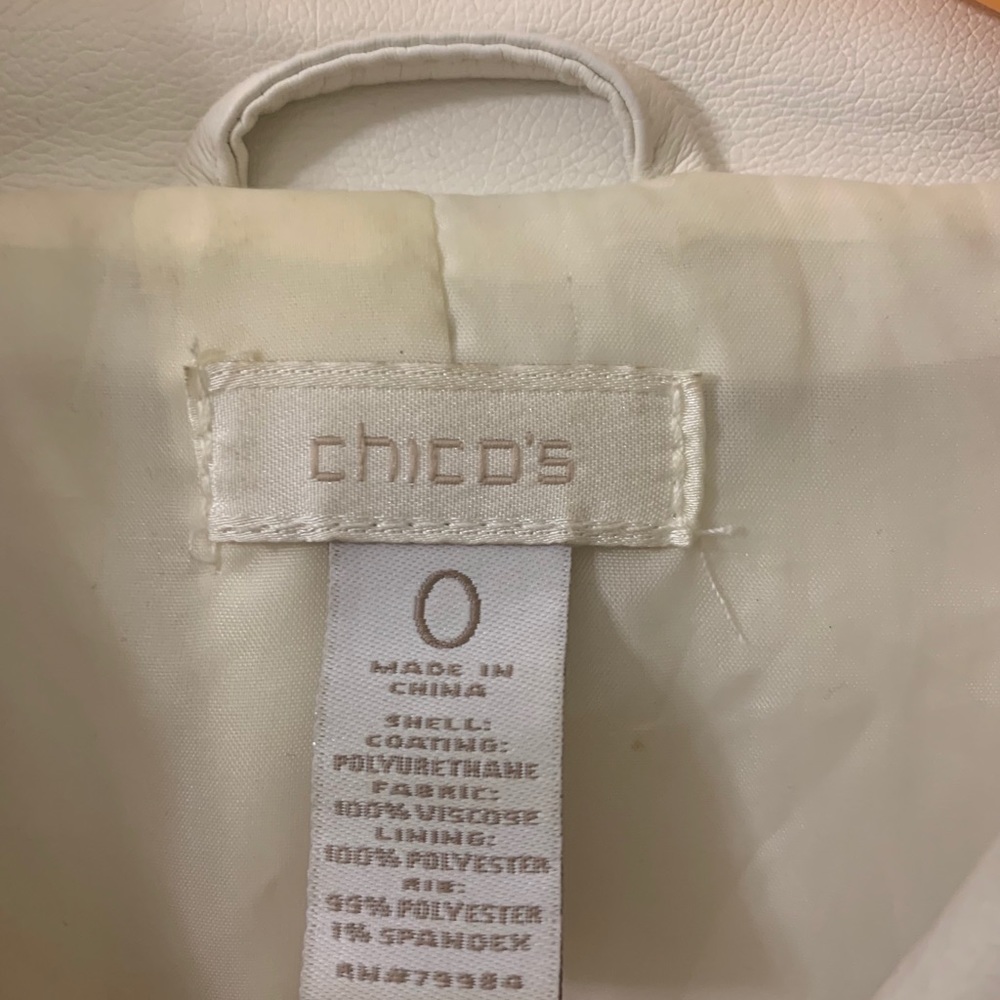 chico's
0
MADE IN
CHINA
SHELL:
COATING:
POLYURETHANE
FABRIC:
100% VISCOSE
LINING:
100% POLYESTER
RIB:
99% POLYESTER
1% SPANDEX
RN#79984